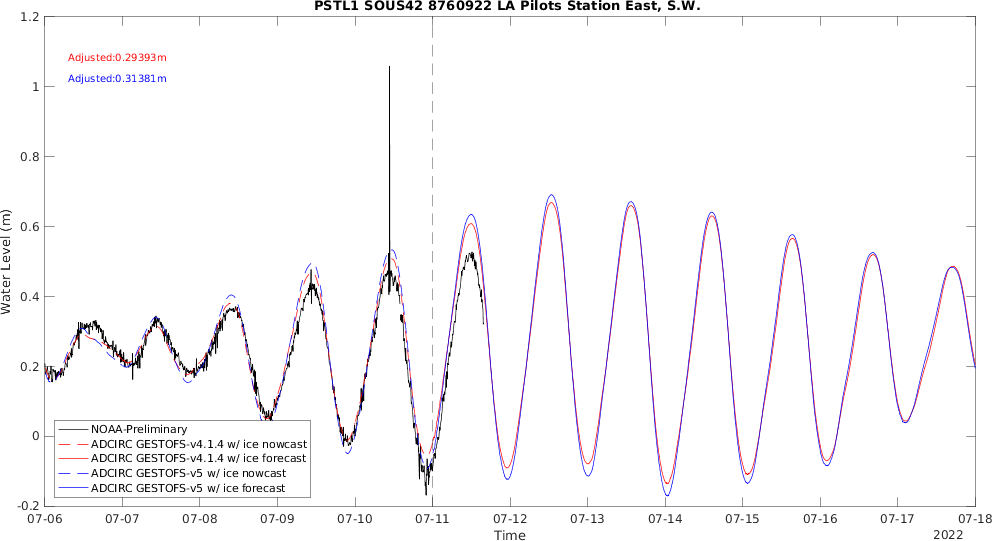 PSTL1 SOUS42 8760922 LA Pilots Station East, S.W.
Adjusted:0.29393m
Adjusted:0.31381m
1.2
1
0.8
0.6
0.4
0.2
0
-0.2
Water Level (m)
NOAA-Preliminary
ADCIRC GESTOFS-v4.1.4 w/ ice nowcast
ADCIRC GESTOFS-v4.1.4 w/ ice forecast
ADCIRC GESTOFS-v5 w/ ice nowcast
ADCIRC GESTOFS-v5 w/ ice forecast
07-06 07-07 07-08 07-09 07-10 07-11 07-12 07-13 07-14 07-15 07-16 07-17 07-18
Time
2022